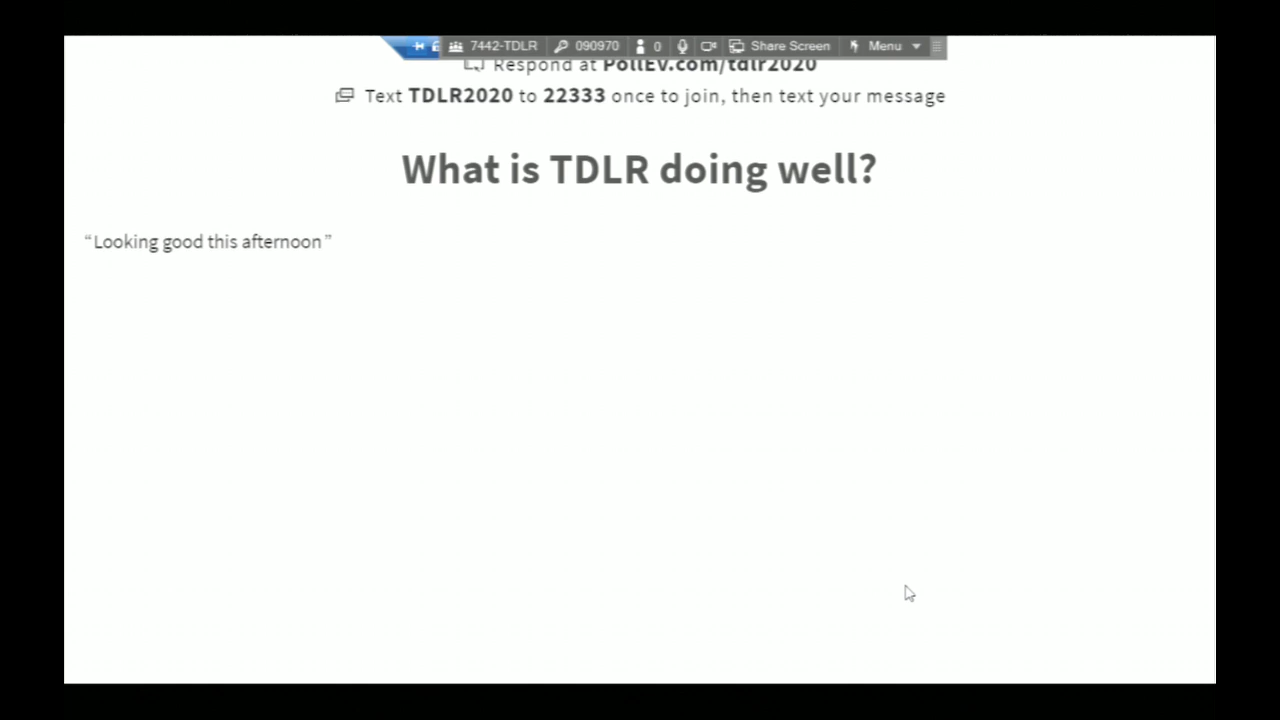 7442-TDLR 090970 0 Share Screen Menu
Respond at PollEv.com/tdlr2020
Text TDLR2020 to 22333 once to join, then text your message
What is TDLR doing well?
“Looking good this afternoon”